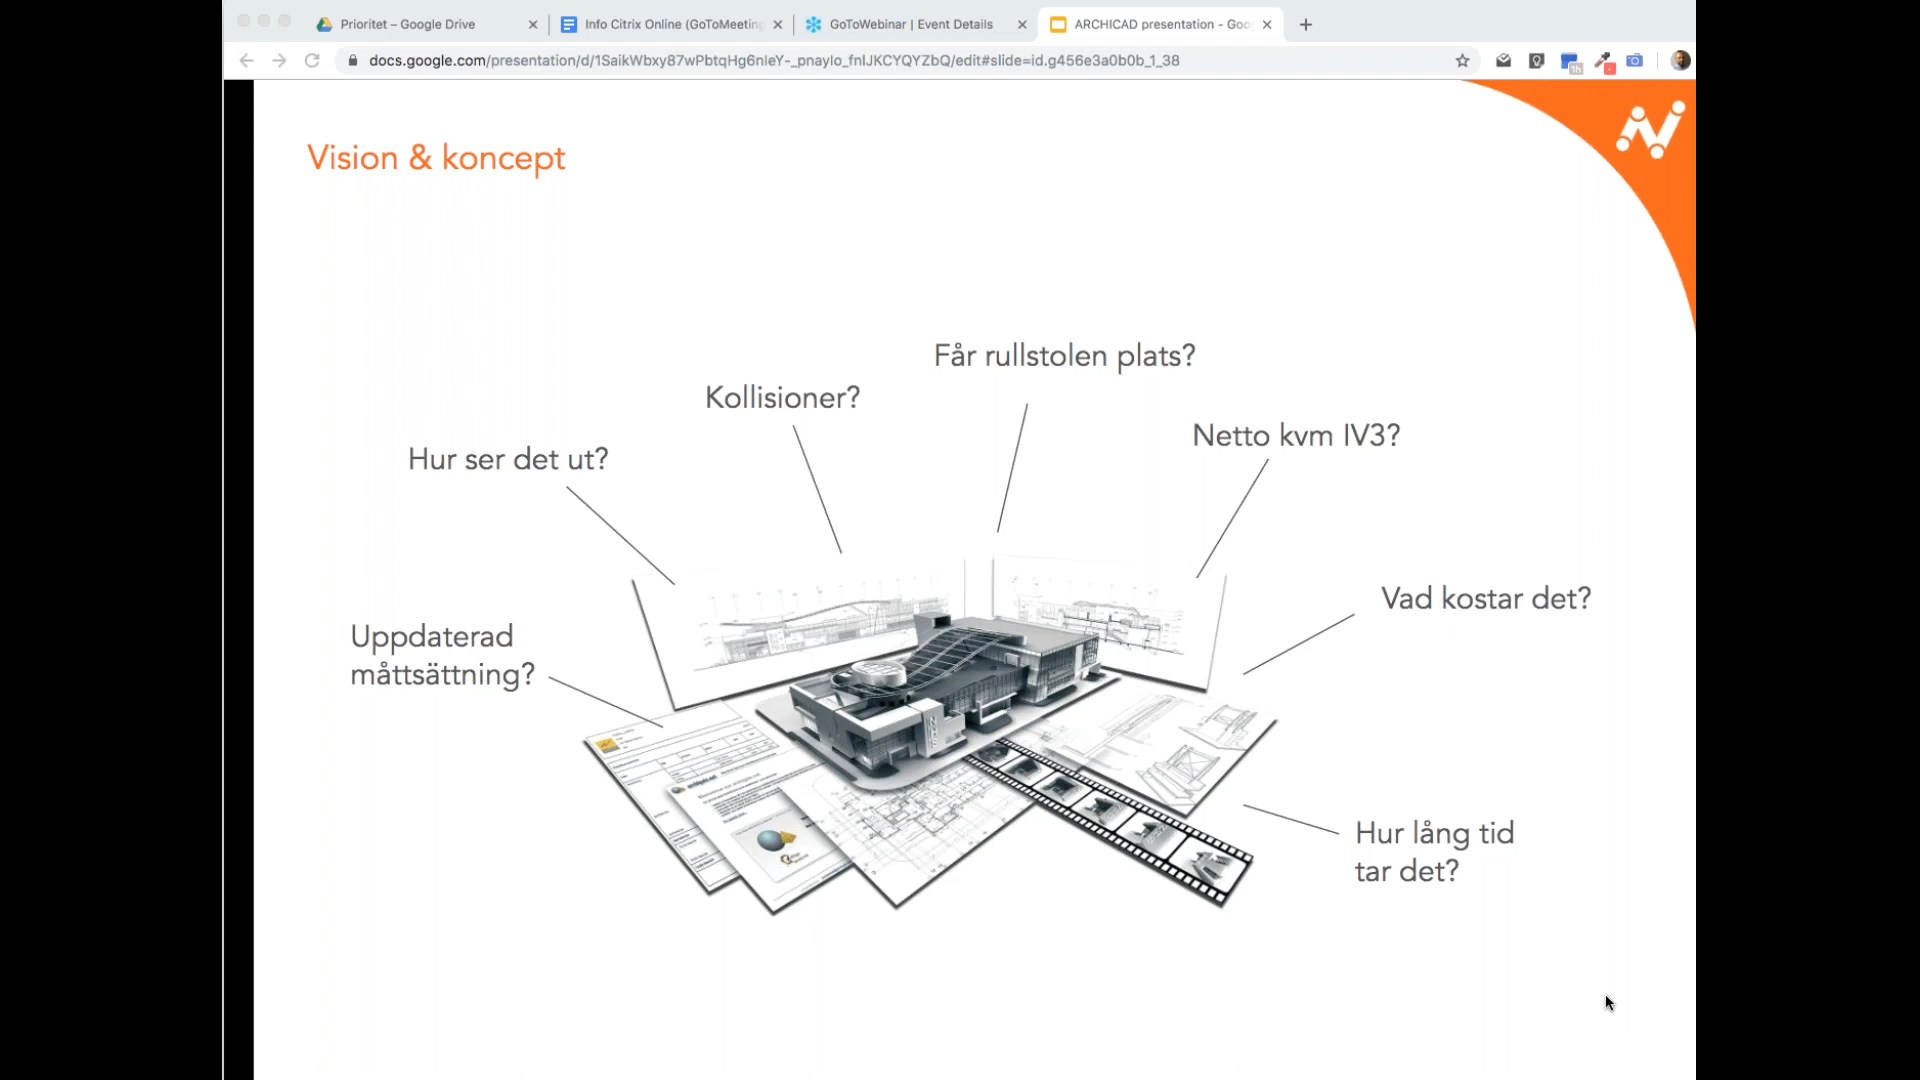 Prioritet – Google Drive
Info Citrix Online (GoToMeeting
GoToWebinar | Event Details
ARCHICAD presentation - Goo
docs.google.com/presentation/d/1SaikWbxy87wPbtqHg6nIeY-_pnayIo_fnIJKCYQYZbQ/edit#slide=id.g456e3a0b0b_1_38
Vision & koncept
Får rullstolen plats?
Kollisioner?
Netto kvm IV3?
Hur ser det ut?
Vad kostar det?
Uppdaterad
måttsättning?
Hur lång tid
tar det?